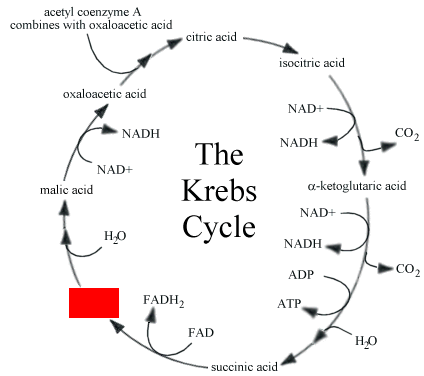 acetyl coenzyme A
combines with oxaloacetic acid
citric acid
isocitric acid
NAD+
NADH
CO2
α-ketoglutaric acid
NAD+
NADH
CO2
ADP
ATP
H2O
succinic acid
FAD
FADH2
H2O
malic acid
NAD+
NADH
oxaloacetic acid
The
Krebs
Cycle